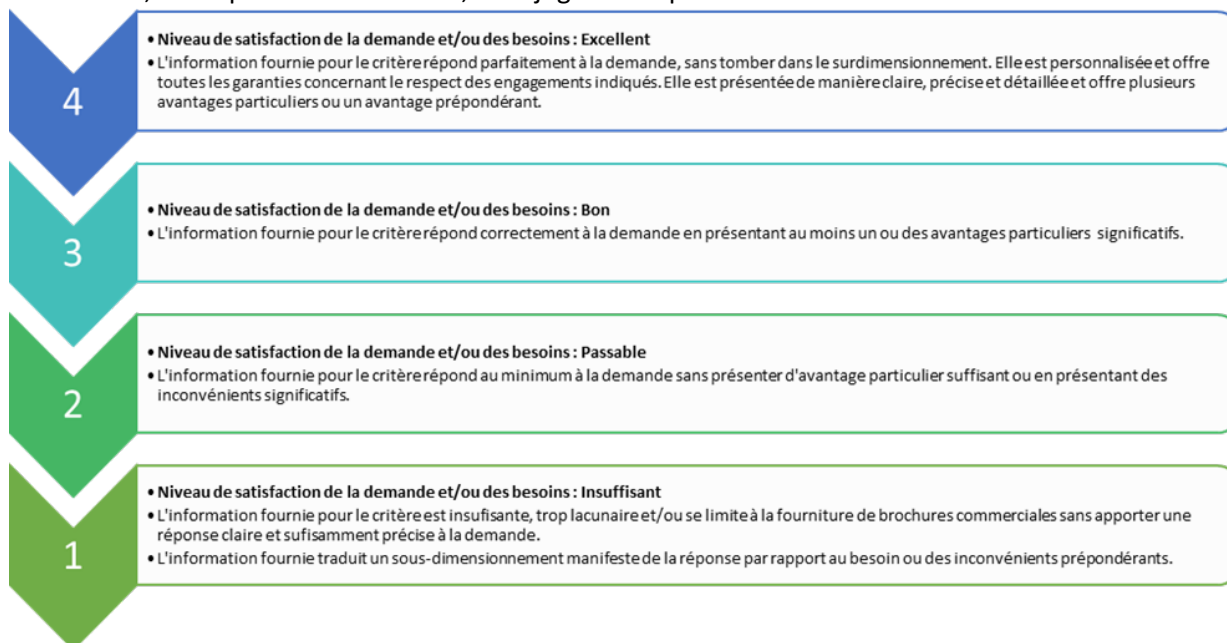 4
• Niveau de satisfaction de la demande et/ou des besoins : Excellent
• L'information fournie pour le critère répond parfaitement à la demande, sans tomber dans le surdimensionnement. Elle est personnalisée et offre
toutes les garanties concernant le respect des engagements indiqués. Elle est présentée de manière claire, précise et détaillée et offre plusieurs
avantages particuliers ou un avantage prépondérant.
3
• Niveau de satisfaction de la demande et/ou des besoins : Bon
• L'information fournie pour le critère répond correctement à la demande en présentant au moins un ou des avantages particuliers significatifs.
2
• Niveau de satisfaction de la demande et/ou des besoins : Passable
• L'information fournie pour le critère répond au minimum à la demande sans présenter d'avantage particulier suffisant ou en présentant des
inconvénients significatifs.
1
• Niveau de satisfaction de la demande et/ou des besoins : Insuffisant
• L'information fournie pour le critère est insufisante, trop lacunaire et/ou se limite à la fourniture de brochures commerciales sans apporter une
réponse claire et sufisamment précise à la demande.
• L'information fournie traduit un sous-dimensionnement manifeste de la réponse par rapport au besoin ou des inconvénients prépondérants.